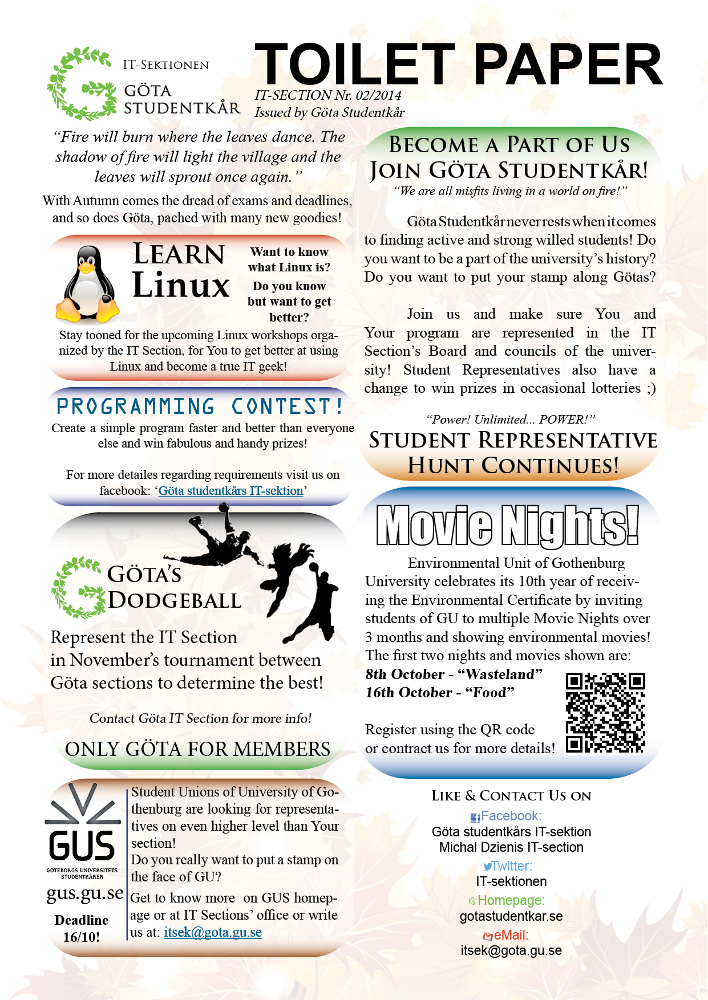 IT-SEKTIONEN
GÖTA
STUDENTKÅR
TOILET PAPER
IT-SECTION Nr. 02/2014
Issued by Göta Studentkår
“Fire will burn where the leaves dance. The
shadow of fire will light the village and the
leaves will sprout once again.”
With Autumn comes the dread of exams and deadlines,
and so does Göta, pached with many new goodies!
LEARN
Linux
Want to know
what Linux is?
Do you know
but want to get
better?
Stay tooned for the upcoming Linux workshops orga-
nized by the IT Section, for You to get better at using
Linux and become a true IT geek!
PROGRAMMING CONTEST!
Create a simple program faster and better than everyone
else and win fabulous and handy prizes!
For more detailes regarding requirements visit us on
facebook: ‘Göta studentkårs IT-sektion’
GÖTA’S
DODGEBALL
Represent the IT Section
in November’s tournament between
Göta sections to determine the best!
Contact Göta IT Section for more info!
ONLY GÖTA FOR MEMBERS
GUS
GÖTEBORGS UNIVERSITETS
STUDENTKÅRER
gus.gu.se
Deadline
16/10!
Student Unions of University of Go-
thenburg are looking for representa-
tives on even higher level than Your
section!
Do you really want to put a stamp on
the face of GU?
Get to know more on GUS homep-
age or at IT Sections’ office or write
us at: itsek@gota.gu.se
BECOME A PART OF US
JOIN GÖTA STUDENTKÅR!
“We are all misfits living in a world on fire!”
Göta Studentkår never rests when it comes
to finding active and strong willed students! Do
you want to be a part of the university’s history?
Do you want to put your stamp along Götas?
Join us and make sure You and
Your program are represented in the IT
Section’s Board and councils of the univer-
sity! Student Representatives also have a
change to win prizes in occasional lotteries ;)
“Power! Unlimited... POWER!”
STUDENT REPRESENTATIVE
HUNT CONTINUES!
Movie Nights!
Environmental Unit of Gothenburg
University celebrates its 10th year of receiv-
ing the Environmental Certificate by inviting
students of GU to multiple Movie Nights over
3 months and showing environmental movies!
The first two nights and movies shown are:
8th October - “Wasteland”
16th October - “Food”
Register using the QR code
or contract us for more details!
LIKE & CONTACT US ON
Facebook:
Göta studentkårs IT-sektion
Michal Dzienis IT-section
Twitter:
IT-sektionen
Homepage:
gotastudentkar.se
eMail:
itsek@gota.gu.se